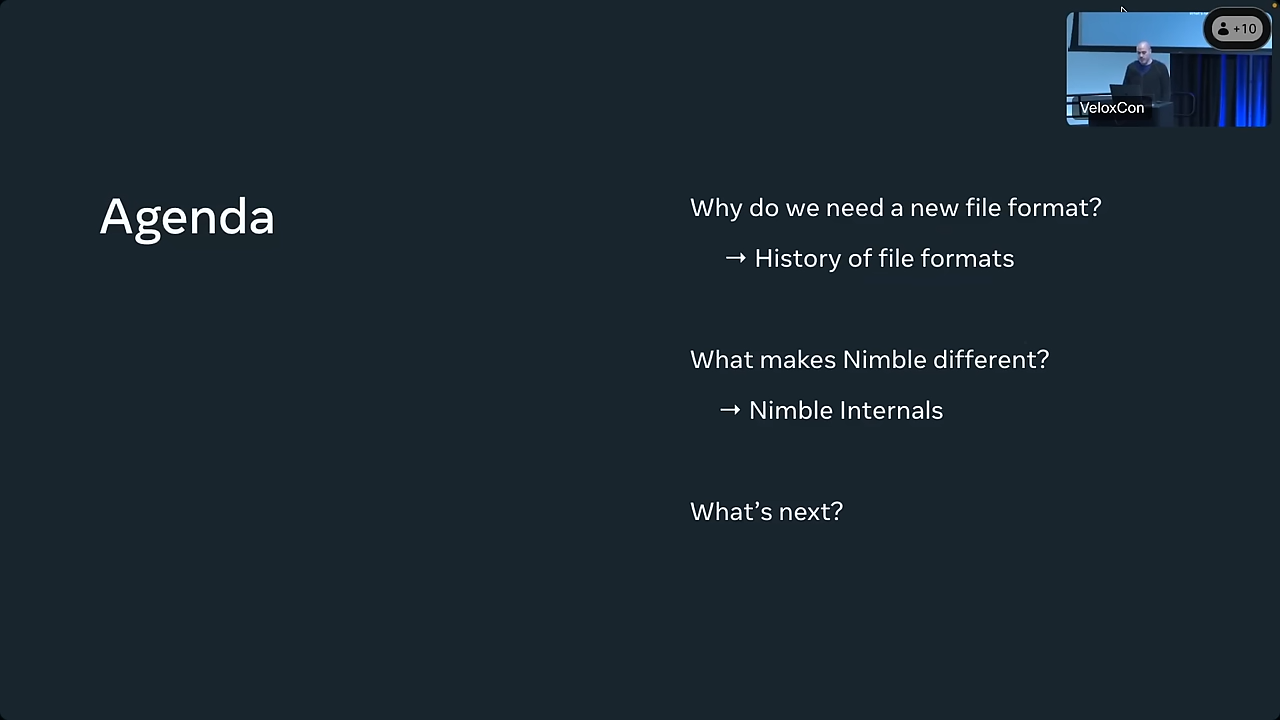 Agenda
Why do we need a new file format?
→ History of file formats
What makes Nimble different?
→ Nimble Internals
What’s next?
+10
VeloxCon